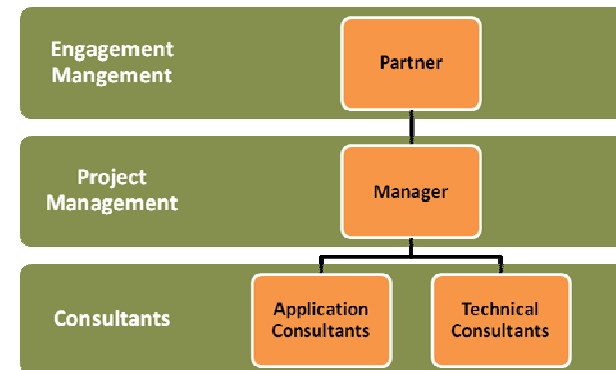 Engagement
Mangement
Partner
Project
Management
Manager
Consultants
Application
Consultants
Technical
Consultants